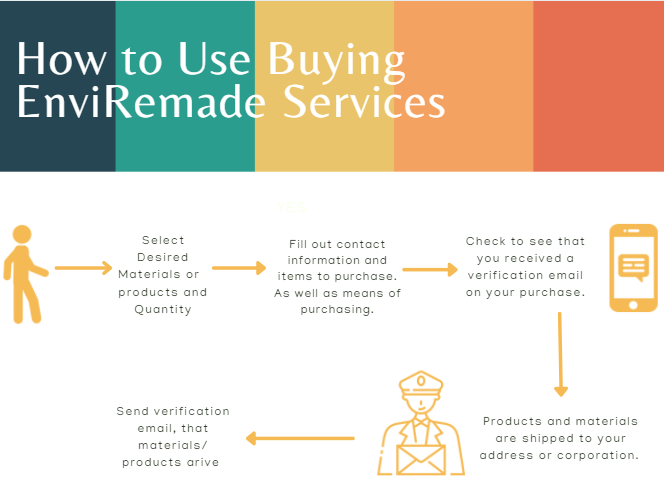 How to Use Buying
EnviRemade Services
Select
Desired
Materials or
products and
Quantity
Fill out contact
information and
items to purchase.
As well as means of
purchasing.
Check to see that
you received a
verification email
on your purchase.
Products and materials
are shipped to your
address or corporation.
Send verification
email, that
materials/
products arive